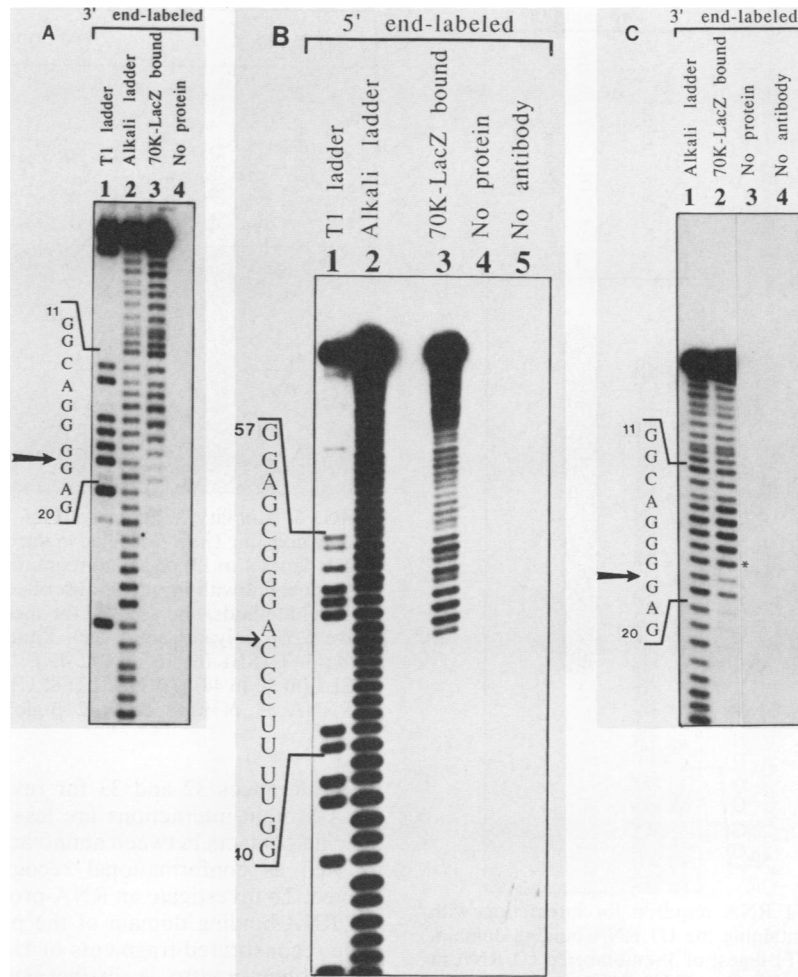 A
3' end-labeled
T1 ladder
Alkali ladder
70K-LacZ bound
No protein
1 2 3 4
11
G
G
C
A
G
G
G
G
A
G
20
B
5' end-labeled
T1 ladder
Alkali ladder
70K-LacZ bound
No protein
No antibody
1 2 3 4 5
57
G
G
A
G
C
G
G
G
A
C
C
C
U
U
U
U
G
G
40
C
3' end-labeled
Alkali ladder
70K-LacZ bound
No protein
No antibody
1 2 3 4
11
G
G
C
A
G
G
G
G
A
G
20
*